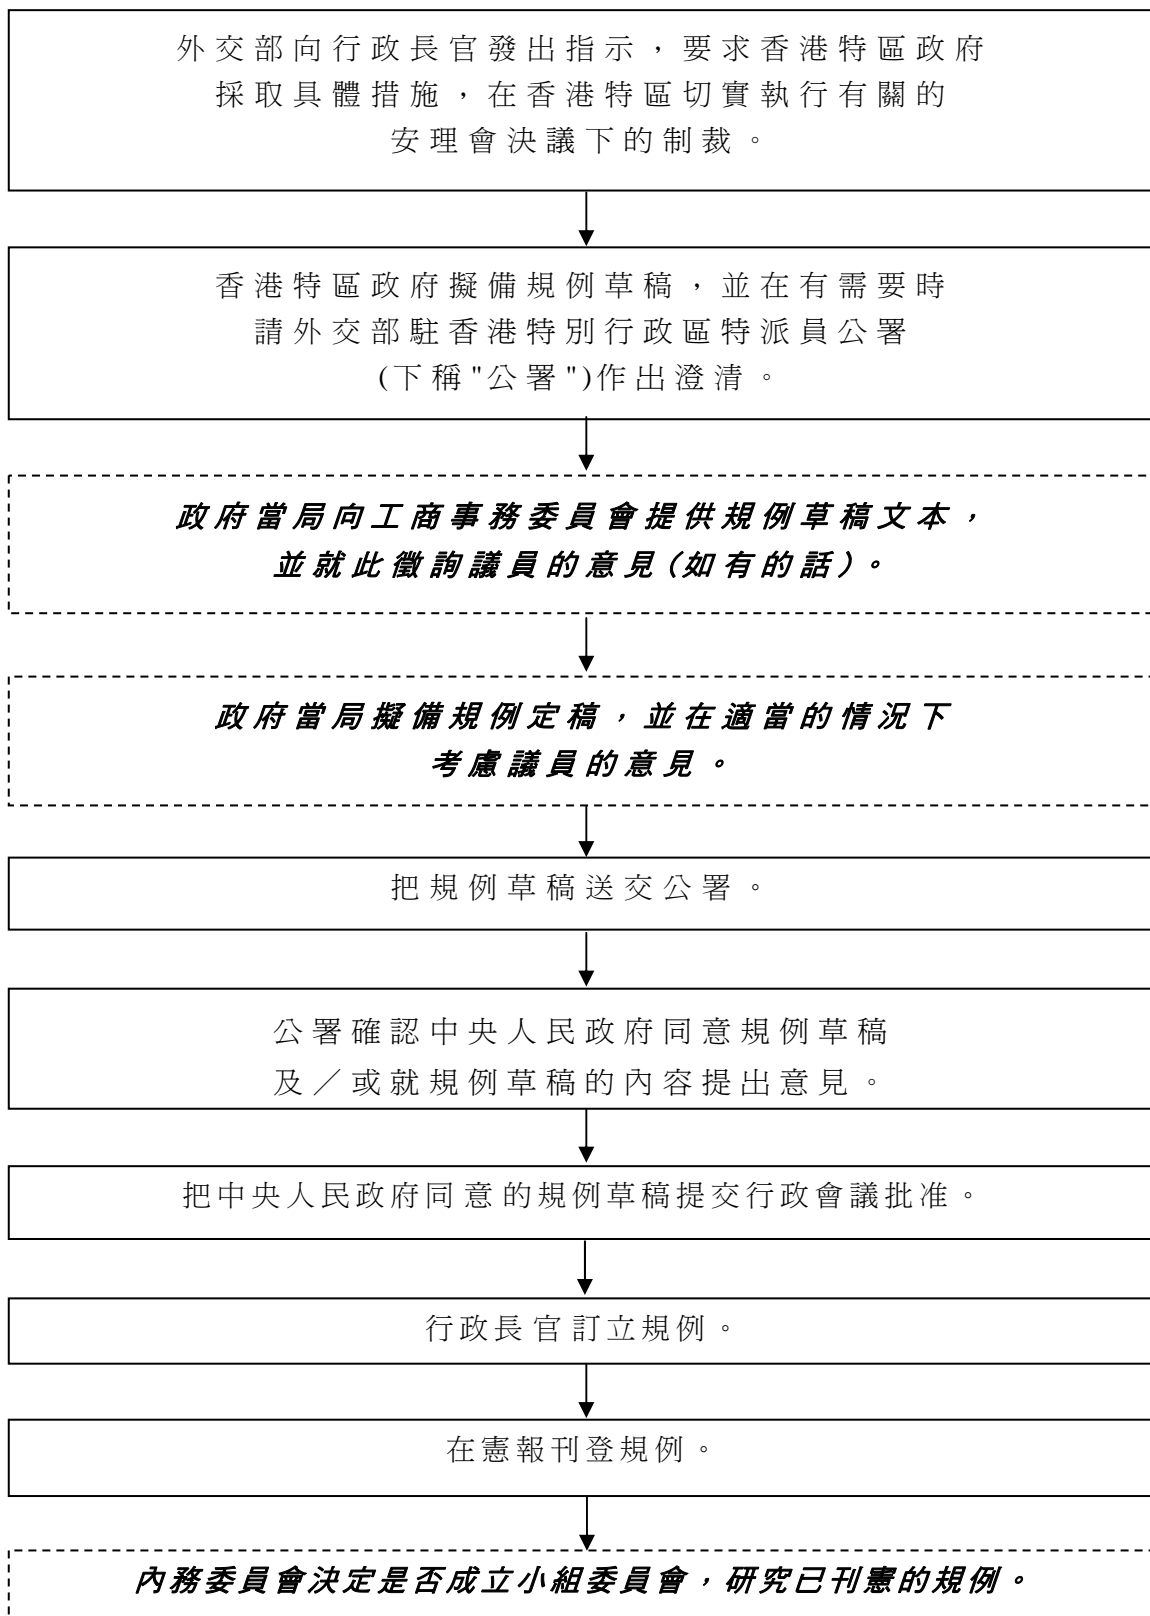 外交部向行政長官發出指示，要求香港特區政府
採取具體措施，在香港特區切實執行有關的
安理會決議下的制裁。
香港特區政府擬備規例草稿，並在有需要時
請外交部駐香港特別行政區特派員公署
(下稱"公署")作出澄清。
政府當局向工商事務委員會提供規例草稿文本，
並就此徵詢議員的意見(如有的話)。
政府當局擬備規例定稿，並在適當的情況下
考慮議員的意見。
把規例草稿送交公署。
公署確認中央人民政府同意規例草稿
及／或就規例草稿的內容提出意見。
把中央人民政府同意的規例草稿提交行政會議批准。
行政長官訂立規例。
在憲報刊登規例。
內務委員會決定是否成立小組委員會，研究已刊憲的規例。